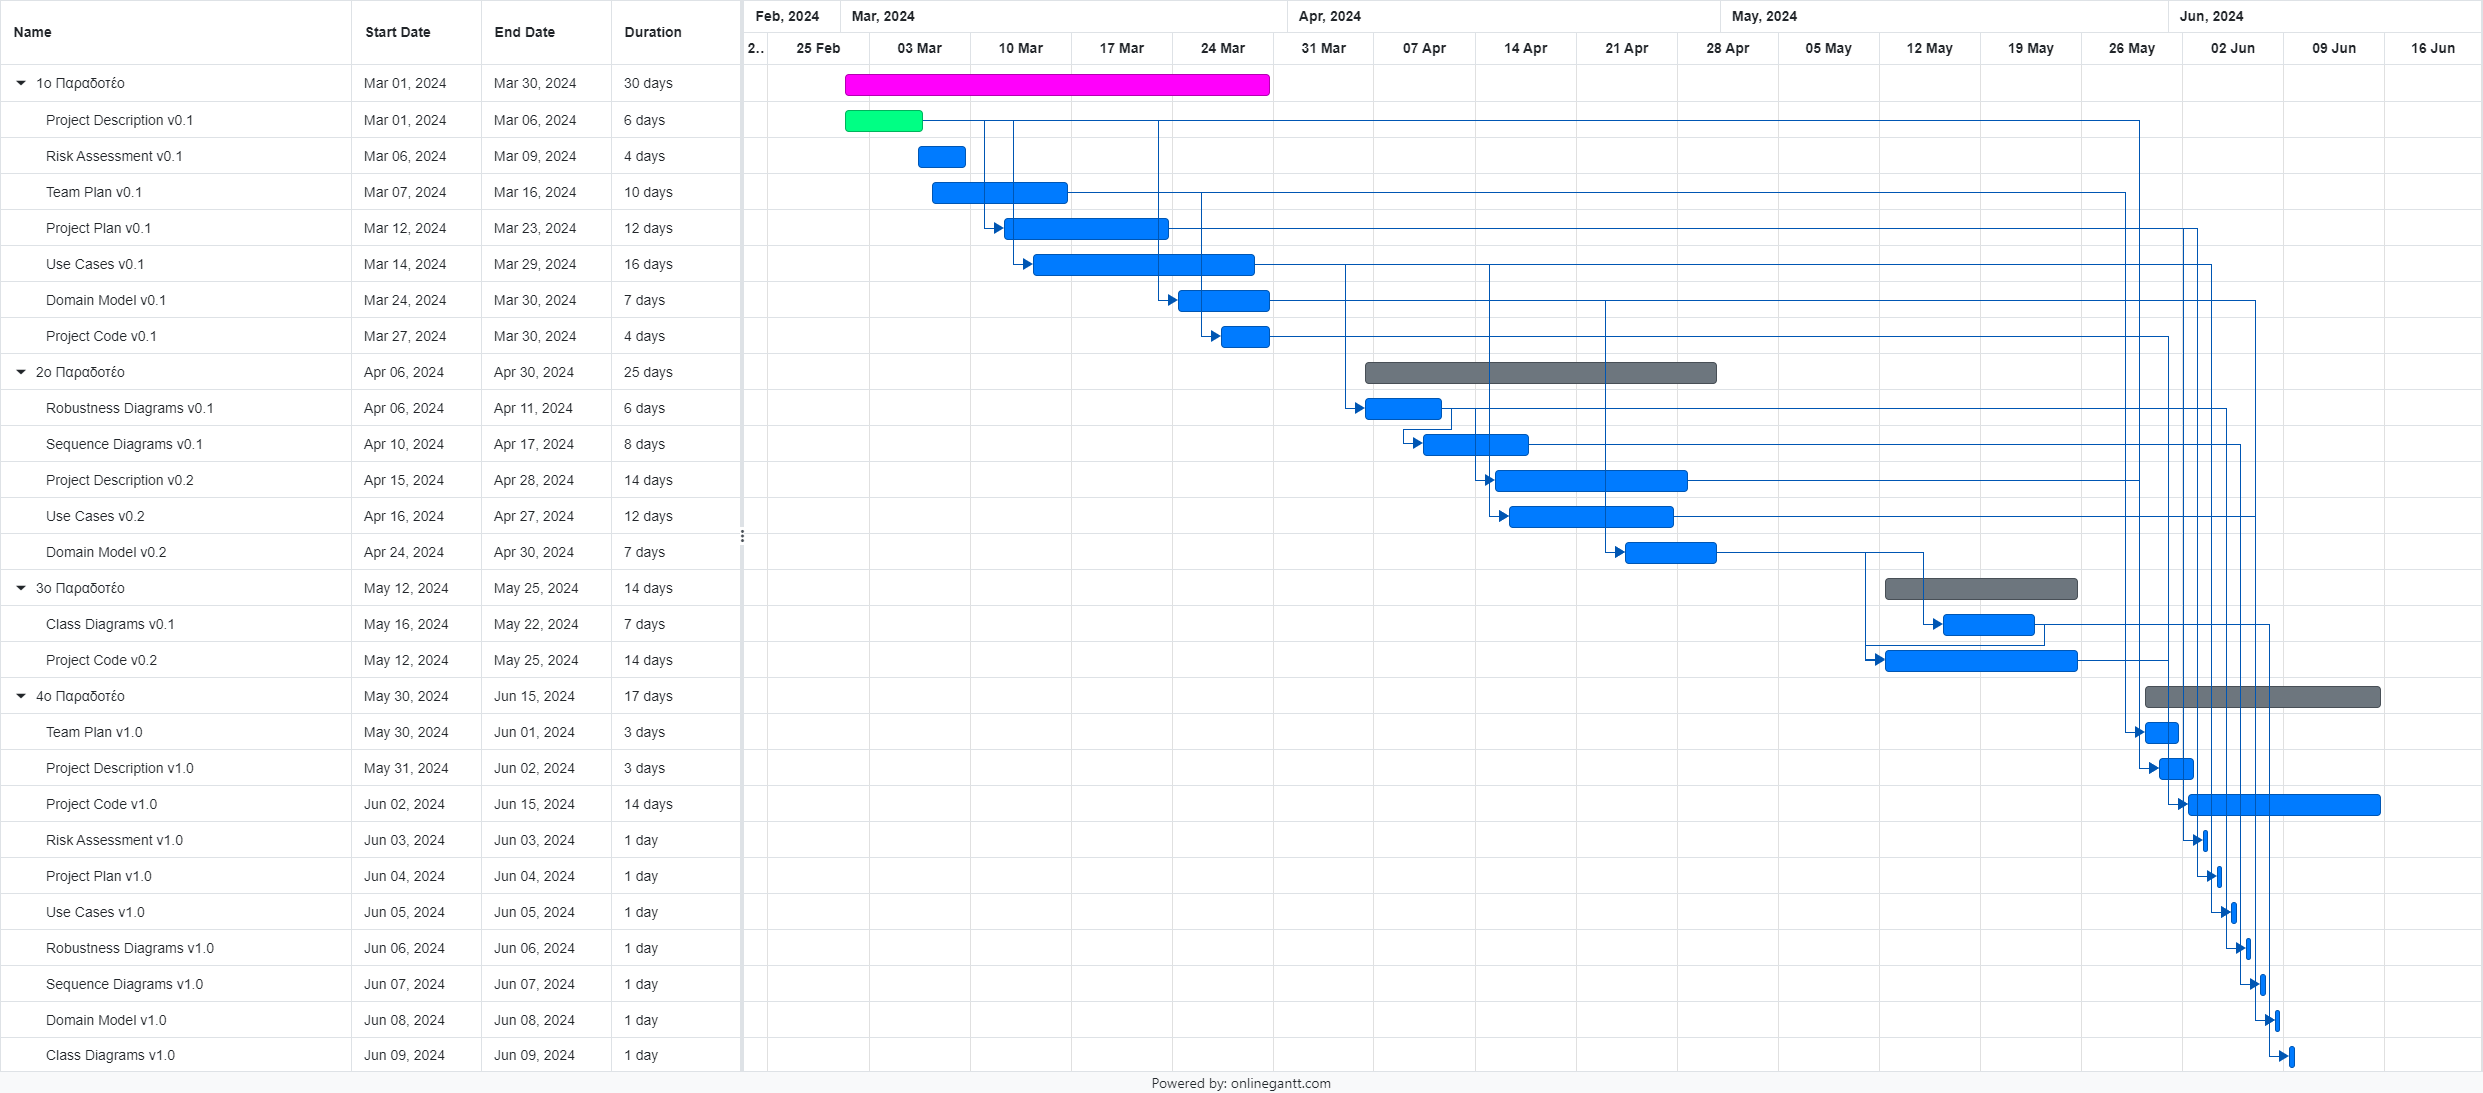 Name Start Date End Date Duration Feb, 2024 Mar, 2024 Apr, 2024 May, 2024 Jun, 2024
2.. 25 Feb 03 Mar 10 Mar 17 Mar 24 Mar 31 Mar 07 Apr 14 Apr 21 Apr 28 Apr 05 May 12 May 19 May 26 May 02 Jun 09 Jun 16 Jun
1ο Παραδοτέο Mar 01, 2024 Mar 30, 2024 30 days
Project Description v0.1 Mar 01, 2024 Mar 06, 2024 6 days
Risk Assessment v0.1 Mar 06, 2024 Mar 09, 2024 4 days
Team Plan v0.1 Mar 07, 2024 Mar 16, 2024 10 days
Project Plan v0.1 Mar 12, 2024 Mar 23, 2024 12 days
Use Cases v0.1 Mar 14, 2024 Mar 29, 2024 16 days
Domain Model v0.1 Mar 24, 2024 Mar 30, 2024 7 days
Project Code v0.1 Mar 27, 2024 Mar 30, 2024 4 days
2ο Παραδοτέο Apr 06, 2024 Apr 30, 2024 25 days
Robustness Diagrams v0.1 Apr 06, 2024 Apr 11, 2024 6 days
Sequence Diagrams v0.1 Apr 10, 2024 Apr 17, 2024 8 days
Project Description v0.2 Apr 15, 2024 Apr 28, 2024 14 days
Use Cases v0.2 Apr 16, 2024 Apr 27, 2024 12 days
Domain Model v0.2 Apr 24, 2024 Apr 30, 2024 7 days
3ο Παραδοτέο May 12, 2024 May 25, 2024 14 days
Class Diagrams v0.1 May 16, 2024 May 22, 2024 7 days
Project Code v0.2 May 12, 2024 May 25, 2024 14 days
4ο Παραδοτέο May 30, 2024 Jun 15, 2024 17 days
Team Plan v1.0 May 30, 2024 Jun 01, 2024 3 days
Project Description v1.0 May 31, 2024 Jun 02, 2024 3 days
Project Code v1.0 Jun 02, 2024 Jun 15, 2024 14 days
Risk Assessment v1.0 Jun 03, 2024 Jun 03, 2024 1 day
Project Plan v1.0 Jun 04, 2024 Jun 04, 2024 1 day
Use Cases v1.0 Jun 05, 2024 Jun 05, 2024 1 day
Robustness Diagrams v1.0 Jun 06, 2024 Jun 06, 2024 1 day
Sequence Diagrams v1.0 Jun 07, 2024 Jun 07, 2024 1 day
Domain Model v1.0 Jun 08, 2024 Jun 08, 2024 1 day
Class Diagrams v1.0 Jun 09, 2024 Jun 09, 2024 1 day
Powered by: onlinegantt.com